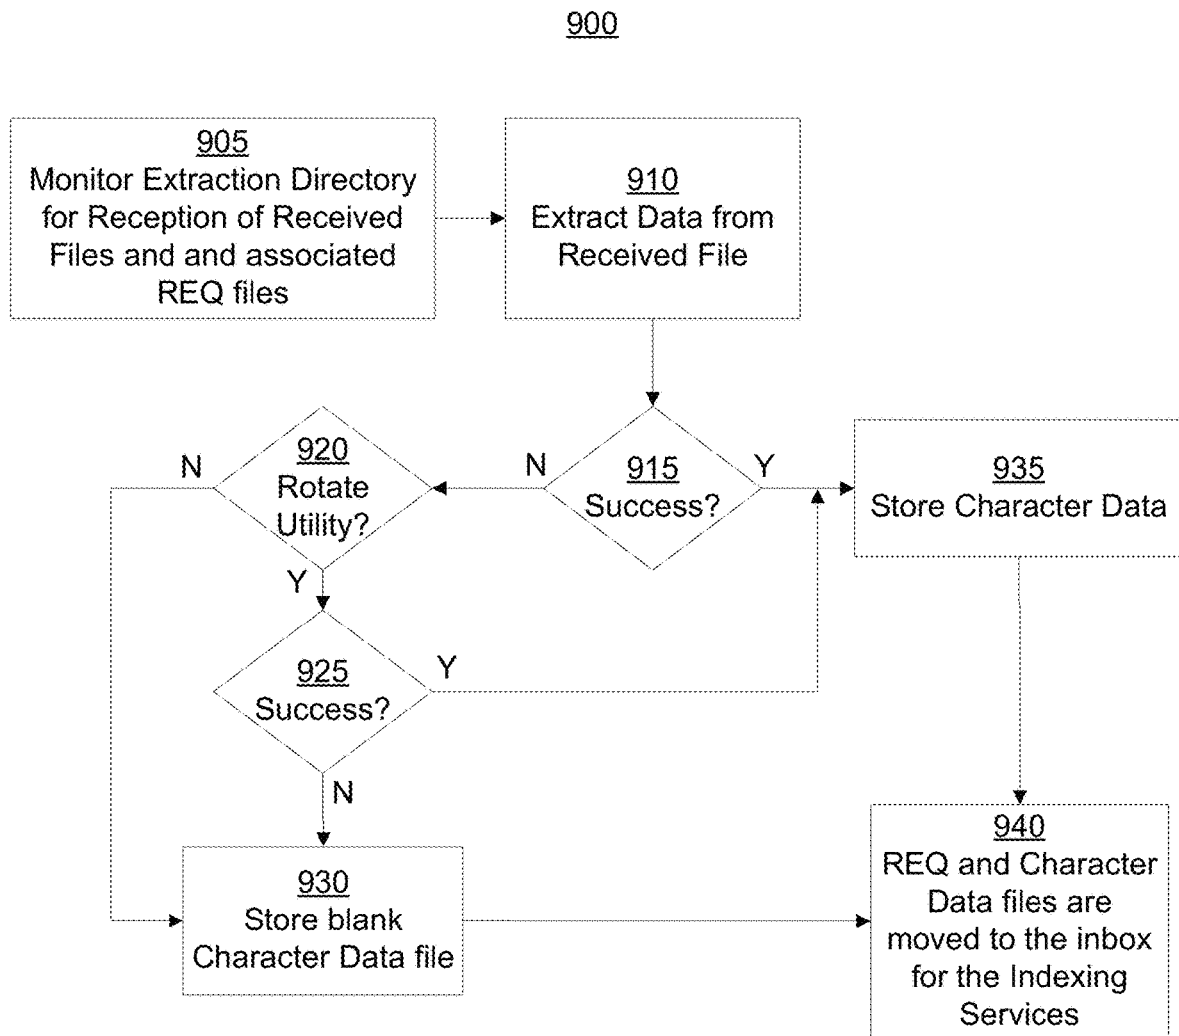 900
905
Monitor Extraction Directory
for Reception of Received
Files and and associated
REQ files
910
Extract Data from
Received File
N
920
Rotate
Utility?
N
915
Success?
Y
935
Store Character Data
Y
925
Success?
Y
N
930
Store blank
Character Data file
940
REQ and Character
Data files are
moved to the inbox
for the Indexing
Services